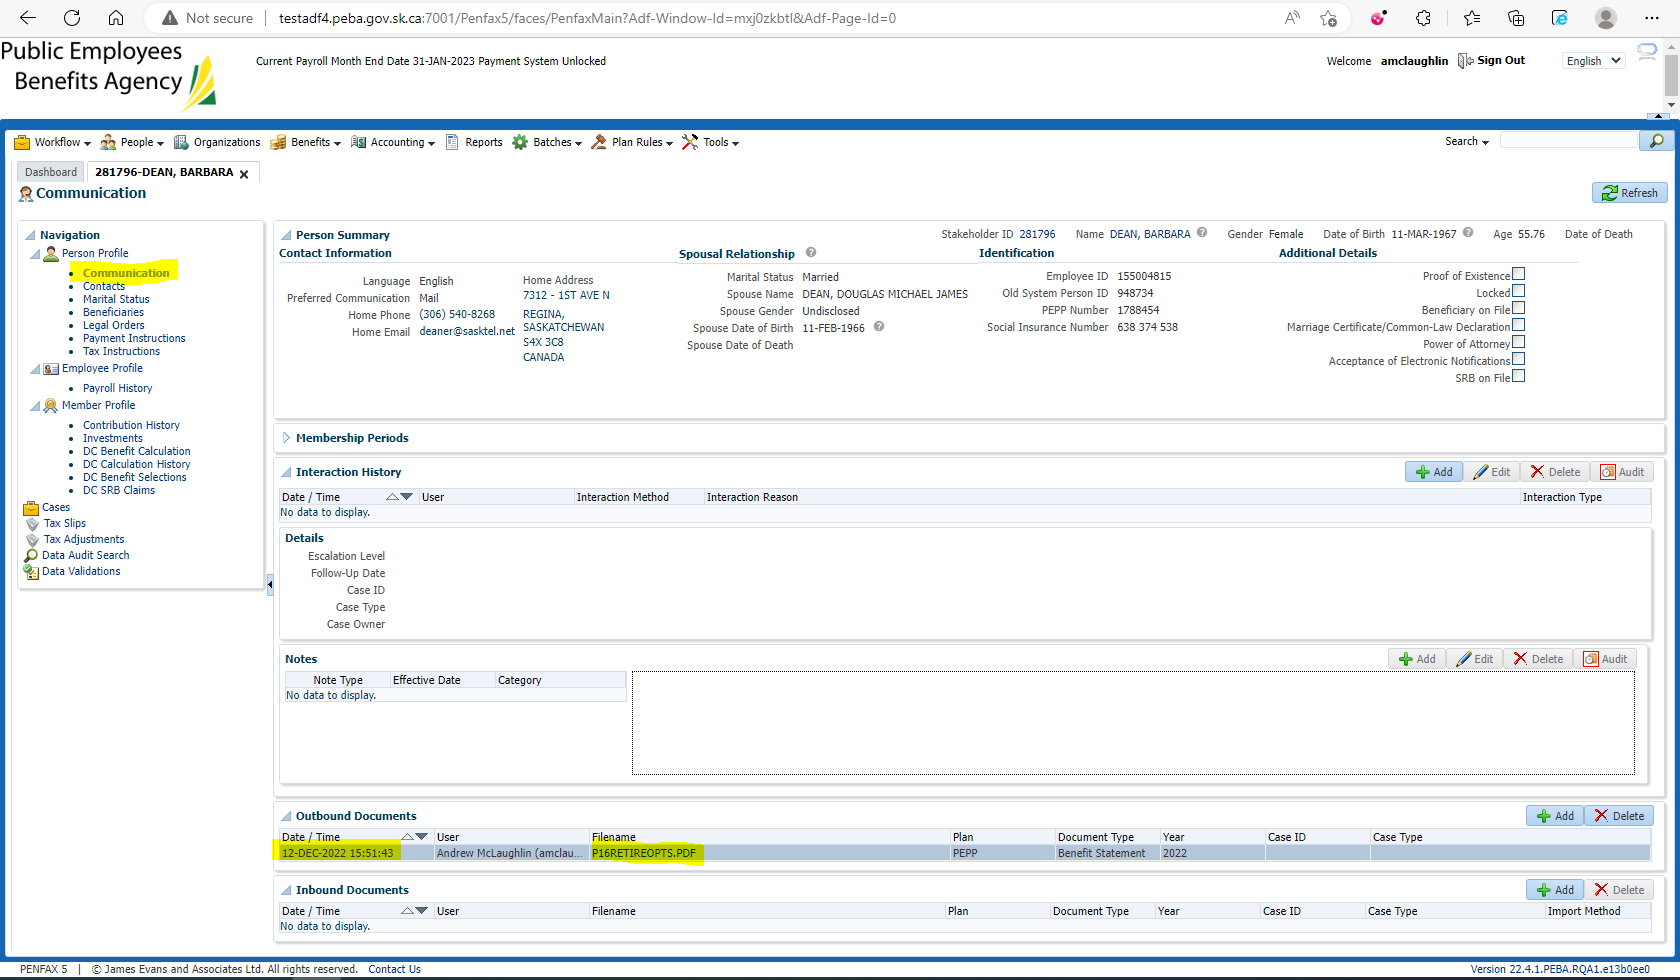 Not secure | testadf4.peba.gov.sk.ca:7001/Penfax5/faces/PenfaxMain?Adf-Window-Id=mxj0zkbtl&Adf-Page-Id=0
Public Employees
Benefits Agency
Current Payroll Month End Date 31-JAN-2023 Payment System Unlocked
Welcome amclaughlin Sign Out English
Workflow People Organizations Benefits Accounting Reports Batches Plan Rules Tools Search
Dashboard 281796-DEAN, BARBARA
Communication
Refresh
Navigation
Person Profile
Communication
Contacts
Marital Status
Beneficiaries
Legal Orders
Payment Instructions
Tax Instructions
Employee Profile
Payroll History
Member Profile
Contribution History
Investments
DC Benefit Calculation
DC Calculation History
DC Benefit Selections
DC SRB Claims
Cases
Tax Slips
Tax Adjustments
Data Audit Search
Data Validations
Person Summary
Stakeholder ID 281796 Name DEAN, BARBARA Gender Female Date of Birth 11-MAR-1967 Age 55.76 Date of Death
Contact Information
Language English
Preferred Communication Mail
Home Phone (306) 540-8268
Home Email deaner@sasktel.net
Home Address
7312 - 1ST AVE N
REGINA,
SASKATCHEWAN
S4X 3C8
CANADA
Spousal Relationship
Marital Status Married
Spouse Name DEAN, DOUGLAS MICHAEL JAMES
Spouse Gender Undisclosed
Spouse Date of Birth 11-FEB-1966
Spouse Date of Death
Identification
Employee ID 155004815
Old System Person ID 948734
PEPP Number 1788454
Social Insurance Number 638 374 538
Additional Details
Proof of Existence
Locked
Beneficiary on File
Marriage Certificate/Common-Law Declaration
Power of Attorney
Acceptance of Electronic Notifications
SRB on File
Membership Periods
Interaction History
Add Edit Delete Audit
Date / Time User Interaction Method Interaction Reason Interaction Type
No data to display.
Details
Escalation Level
Follow-Up Date
Case ID
Case Type
Case Owner
Notes
Add Edit Delete Audit
Note Type Effective Date Category
No data to display.
Outbound Documents
Add Delete
Date / Time User Filename Plan Document Type Year Case ID Case Type
12-DEC-2022 15:51:43 Andrew McLaughlin (amclau... P16RETIREOPTS.PDF PEPP Benefit Statement 2022
Inbound Documents
Add Delete
Date / Time User Filename Plan Document Type Year Case ID Case Type Import Method
No data to display.
PENFAX 5 | © James Evans and Associates Ltd. All rights reserved. Contact Us
Version 22.4.1.PEBA.RQA1.e13b0ee0